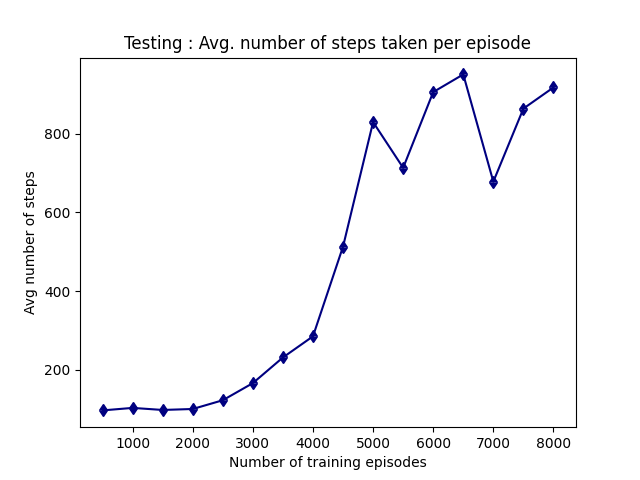 Testing : Avg. number of steps taken per episode
Avg number of steps
800
600
400
200
1000 2000 3000 4000 5000 6000 7000 8000
Number of training episodes